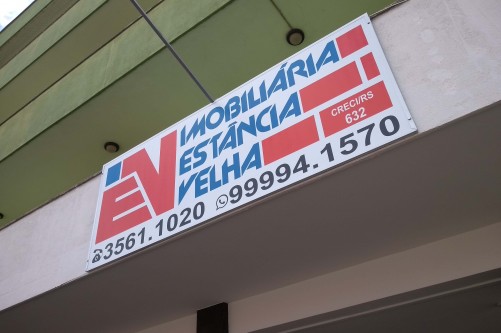 EV
IMOBILIÁRIA
ESTÂNCIA
VELHA
CRECI/RS
632
3561.1020 99994.1570